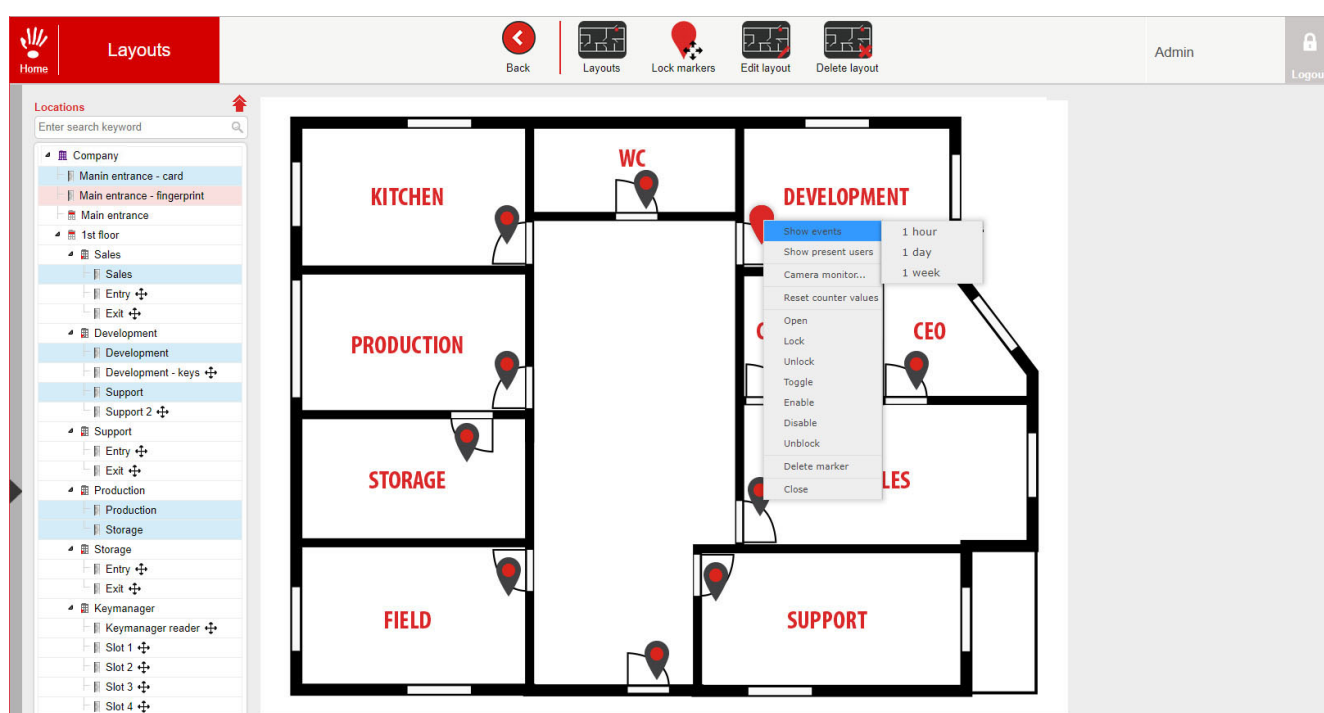 Home
Layouts
Back
Layouts
Lock markers
Edit layout
Delete layout
Admin
Logou
Locations
Enter search keyword
Company
Manin entrance - card
Main entrance - fingerprint
Main entrance
1st floor
Sales
Sales
Entry
Exit
Development
Development
Development - keys
Support
Support 2
Support
Entry
Exit
Production
Production
Storage
Storage
Entry
Exit
Keymanager
Keymanager reader
Slot 1
Slot 2
Slot 3
Slot 4
KITCHEN
WC
DEVELOPMENT
PRODUCTION
CEO
STORAGE
LES
FIELD
SUPPORT
Show events
Show present users
Camera monitor...
Reset counter values
Open
Lock
Unlock
Toggle
Enable
Disable
Unblock
Delete marker
Close
1 hour
1 day
1 week